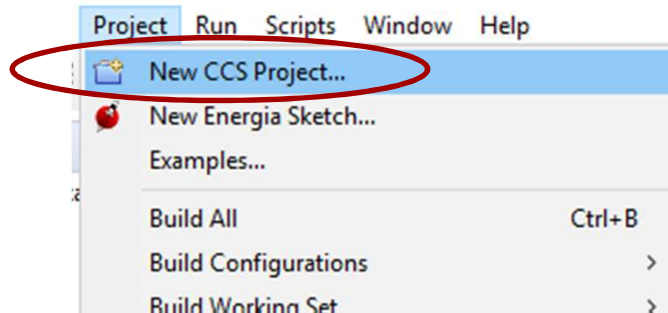 Project Run Scripts Window Help
New CCS Project...
New Energia Sketch...
Examples...
Build All Ctrl+B
Build Configurations
Build Working Set